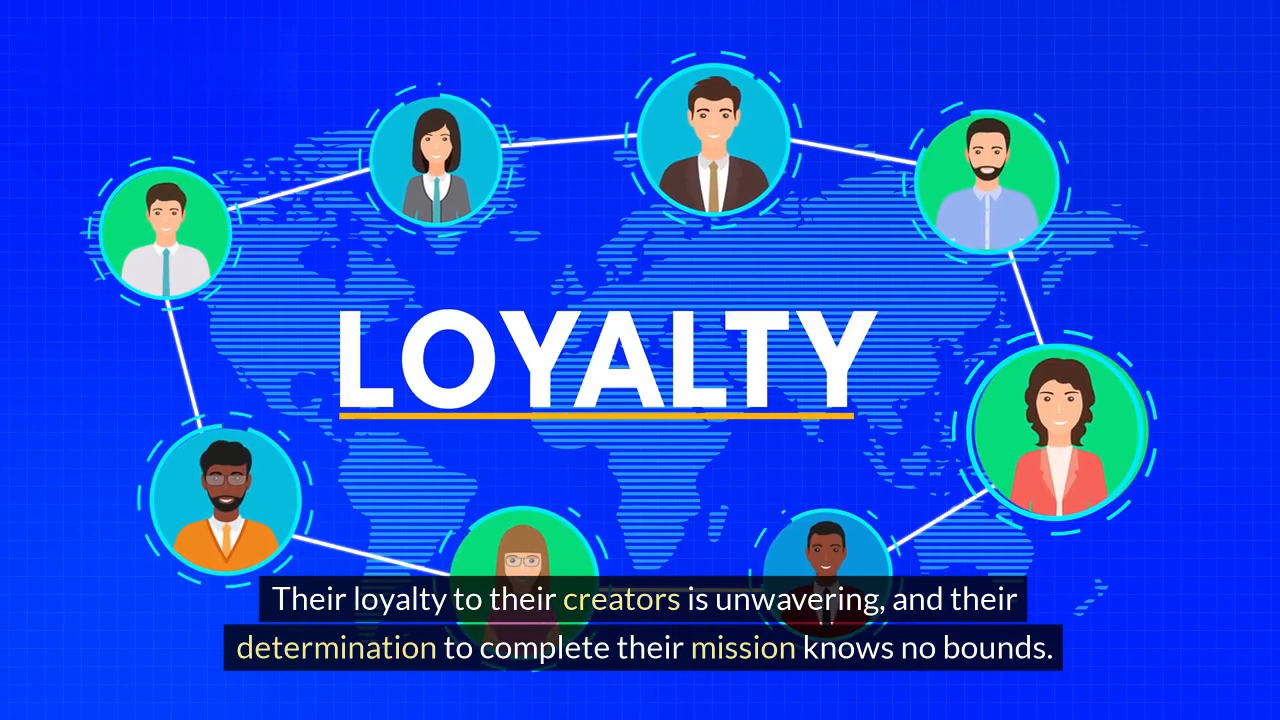 LOYALTY
Their loyalty to their creators is unwavering, and their
determination to complete their mission knows no bounds.